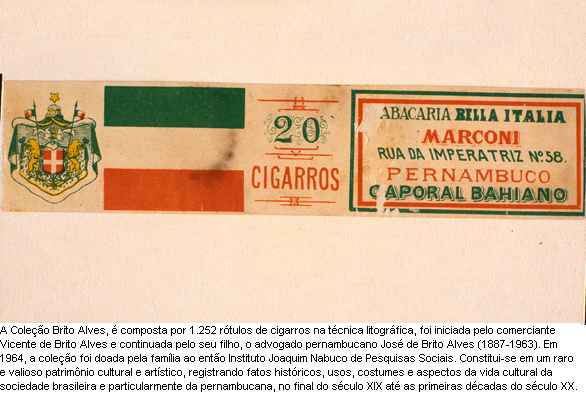 20
CIGARROS
ABACARIA BELLA ITALIA
MARCONI
RUA DA IMPERATRIZ Nº58.
PERNAMBUCO
CAPORAL BAHIANO
A Coleção Brito Alves, é composta por 1.252 rótulos de cigarros na técnica litográfica, foi iniciada pelo comerciante
Vicente de Brito Alves e continuada pelo seu filho, o advogado pernambucano José de Brito Alves (1887-1963). Em
1964, a coleção foi doada pela família ao então Instituto Joaquim Nabuco de Pesquisas Sociais. Constitui-se em um raro
e valioso patrimônio cultural e artístico, registrando fatos históricos, usos, costumes e aspectos da vida cultural da
sociedade brasileira e particularmente da pernambucana, no final do século XIX até as primeiras décadas do século XX.